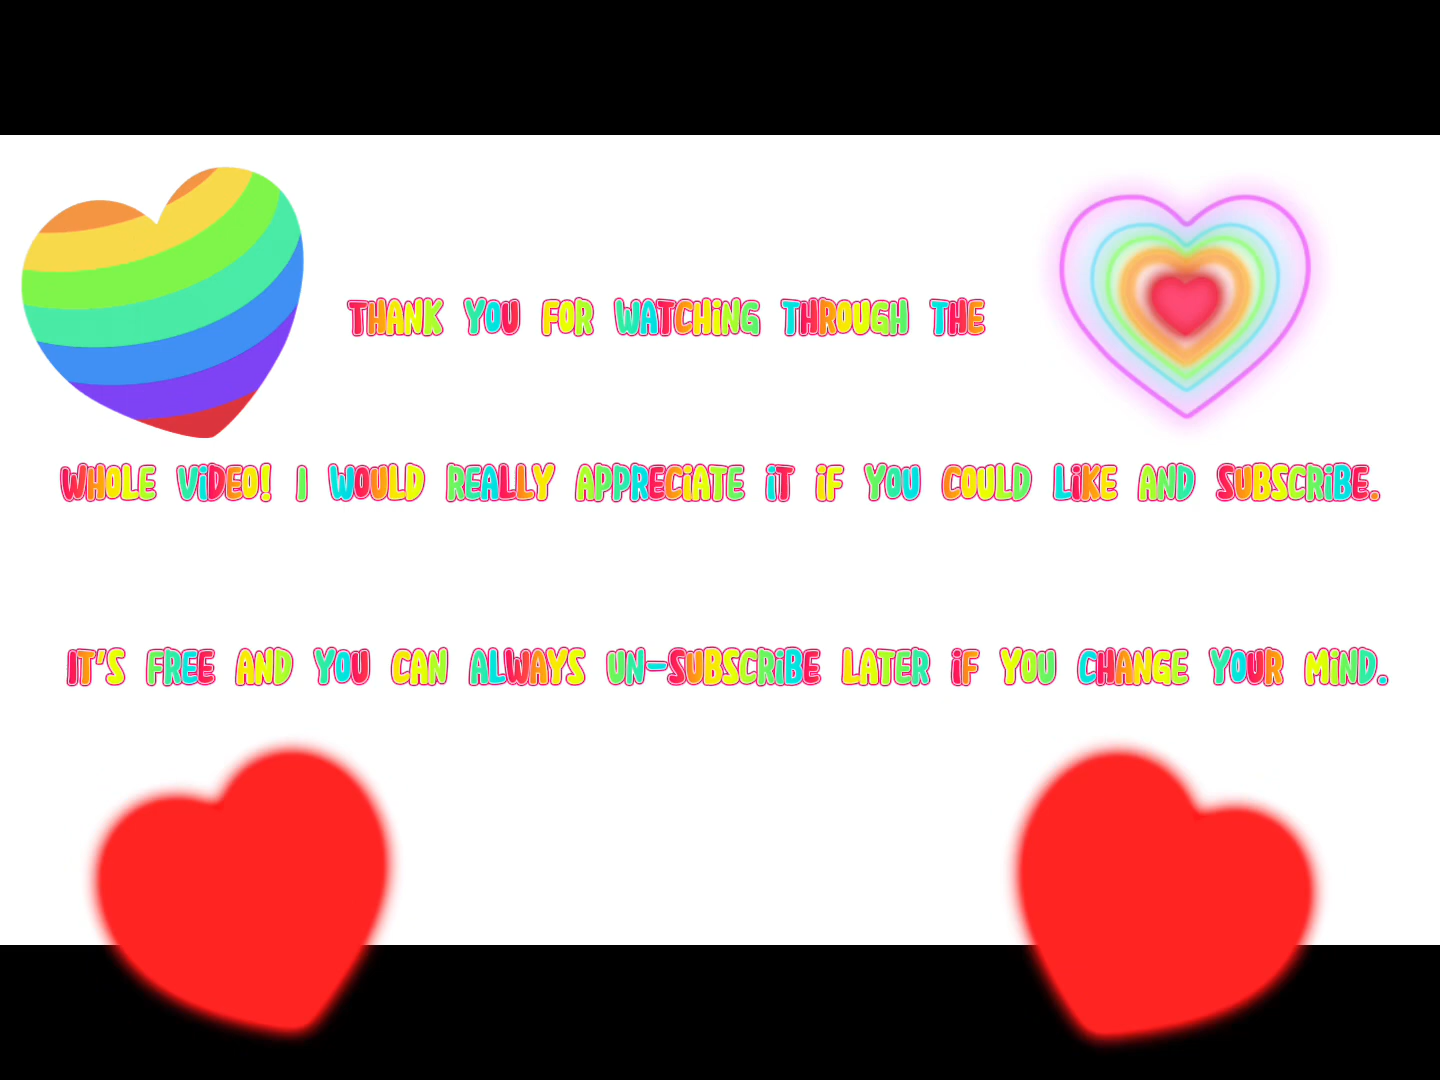 THANK YOU FOR WATCHiNG THROUGH THE
WHOLE ViDEO! I WOULD REALLY APPRECiATE iT iF YOU COULD LiKE AND SUBSCRiBE.
IT'S FREE AND YOU CAN ALWAYS UN-SUBSCRiBE LATER iF YOU CHANGE YOUR MiND.